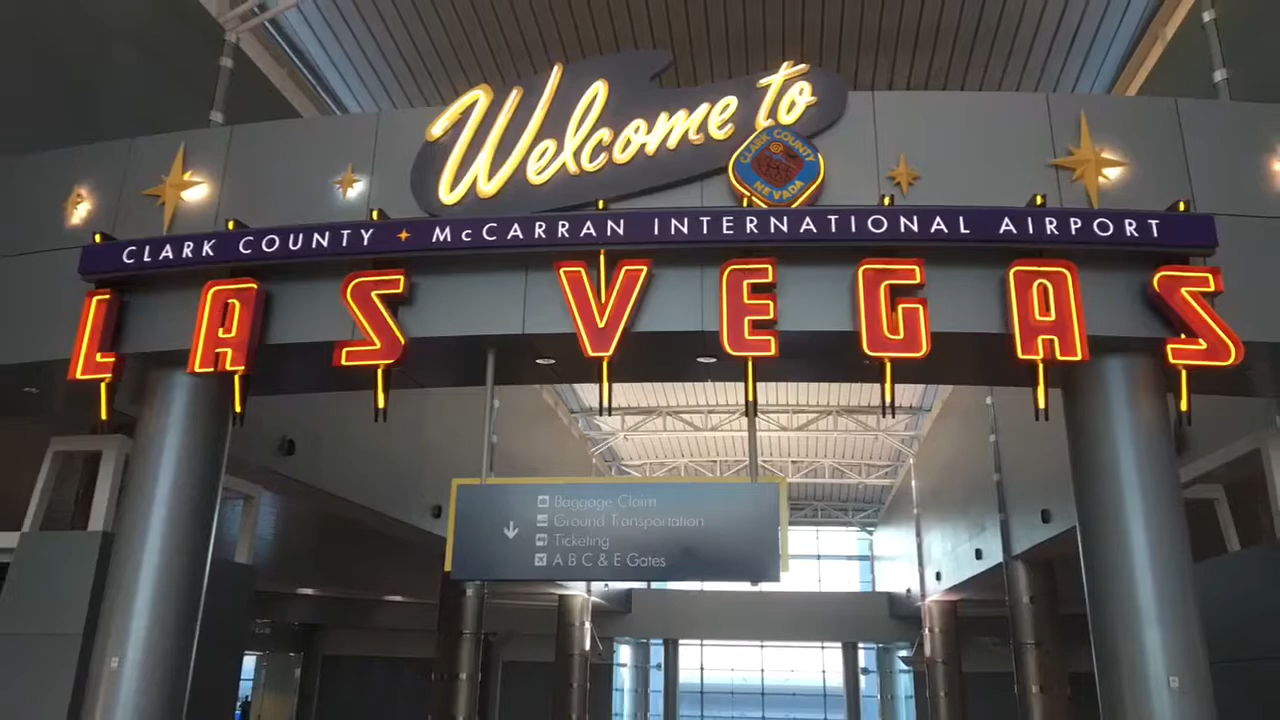 Welcome to
CLARK COUNTY
NEVADA
CLARK COUNTY McCARRAN INTERNATIONAL AIRPORT
LAS VEGAS
Baggage Claim
Ground Transportation
Ticketing
A B C & E Gates